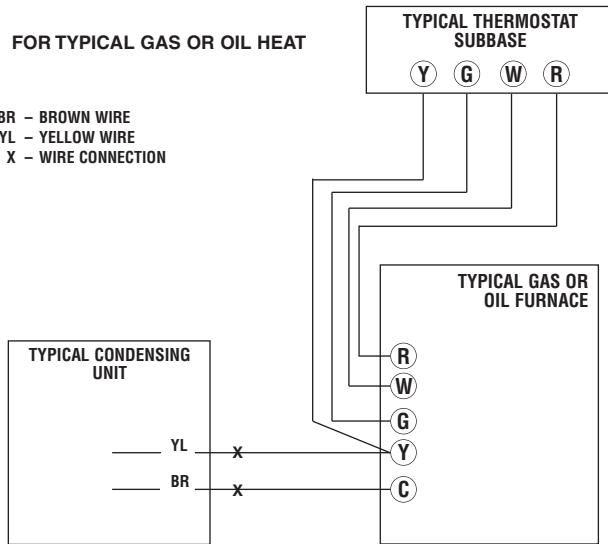 FOR TYPICAL GAS OR OIL HEAT
BR – BROWN WIRE
YL – YELLOW WIRE
X – WIRE CONNECTION
TYPICAL THERMOSTAT
SUBBASE
Y G W R
TYPICAL GAS OR
OIL FURNACE
R
W
G
Y
C
TYPICAL CONDENSING
UNIT
YL X
BR X